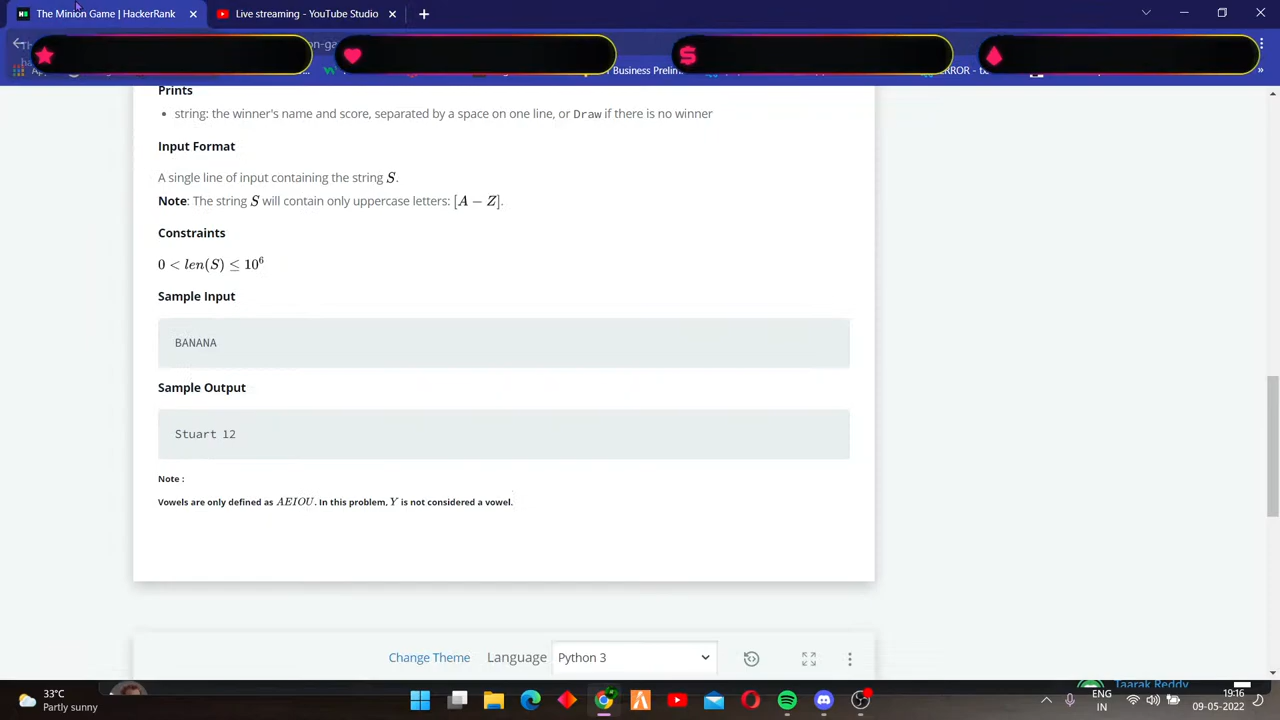 The Minion Game | HackerRank
Live streaming - YouTube Studio
Business Prelim
ERROR
Prints
string: the winner's name and score, separated by a space on one line, or Draw if there is no winner
Input Format
A single line of input containing the string S.
Note: The string S will contain only uppercase letters: [A − Z].
Constraints
0 < len(S) ≤ 10⁶
Sample Input
BANANA
Sample Output
Stuart 12
Note :
Vowels are only defined as AEIOU. In this problem, Y is not considered a vowel.
Change Theme Language Python 3
Taarak Reddy
33°C
Partly sunny
ENG
IN
19:16
09-05-2022